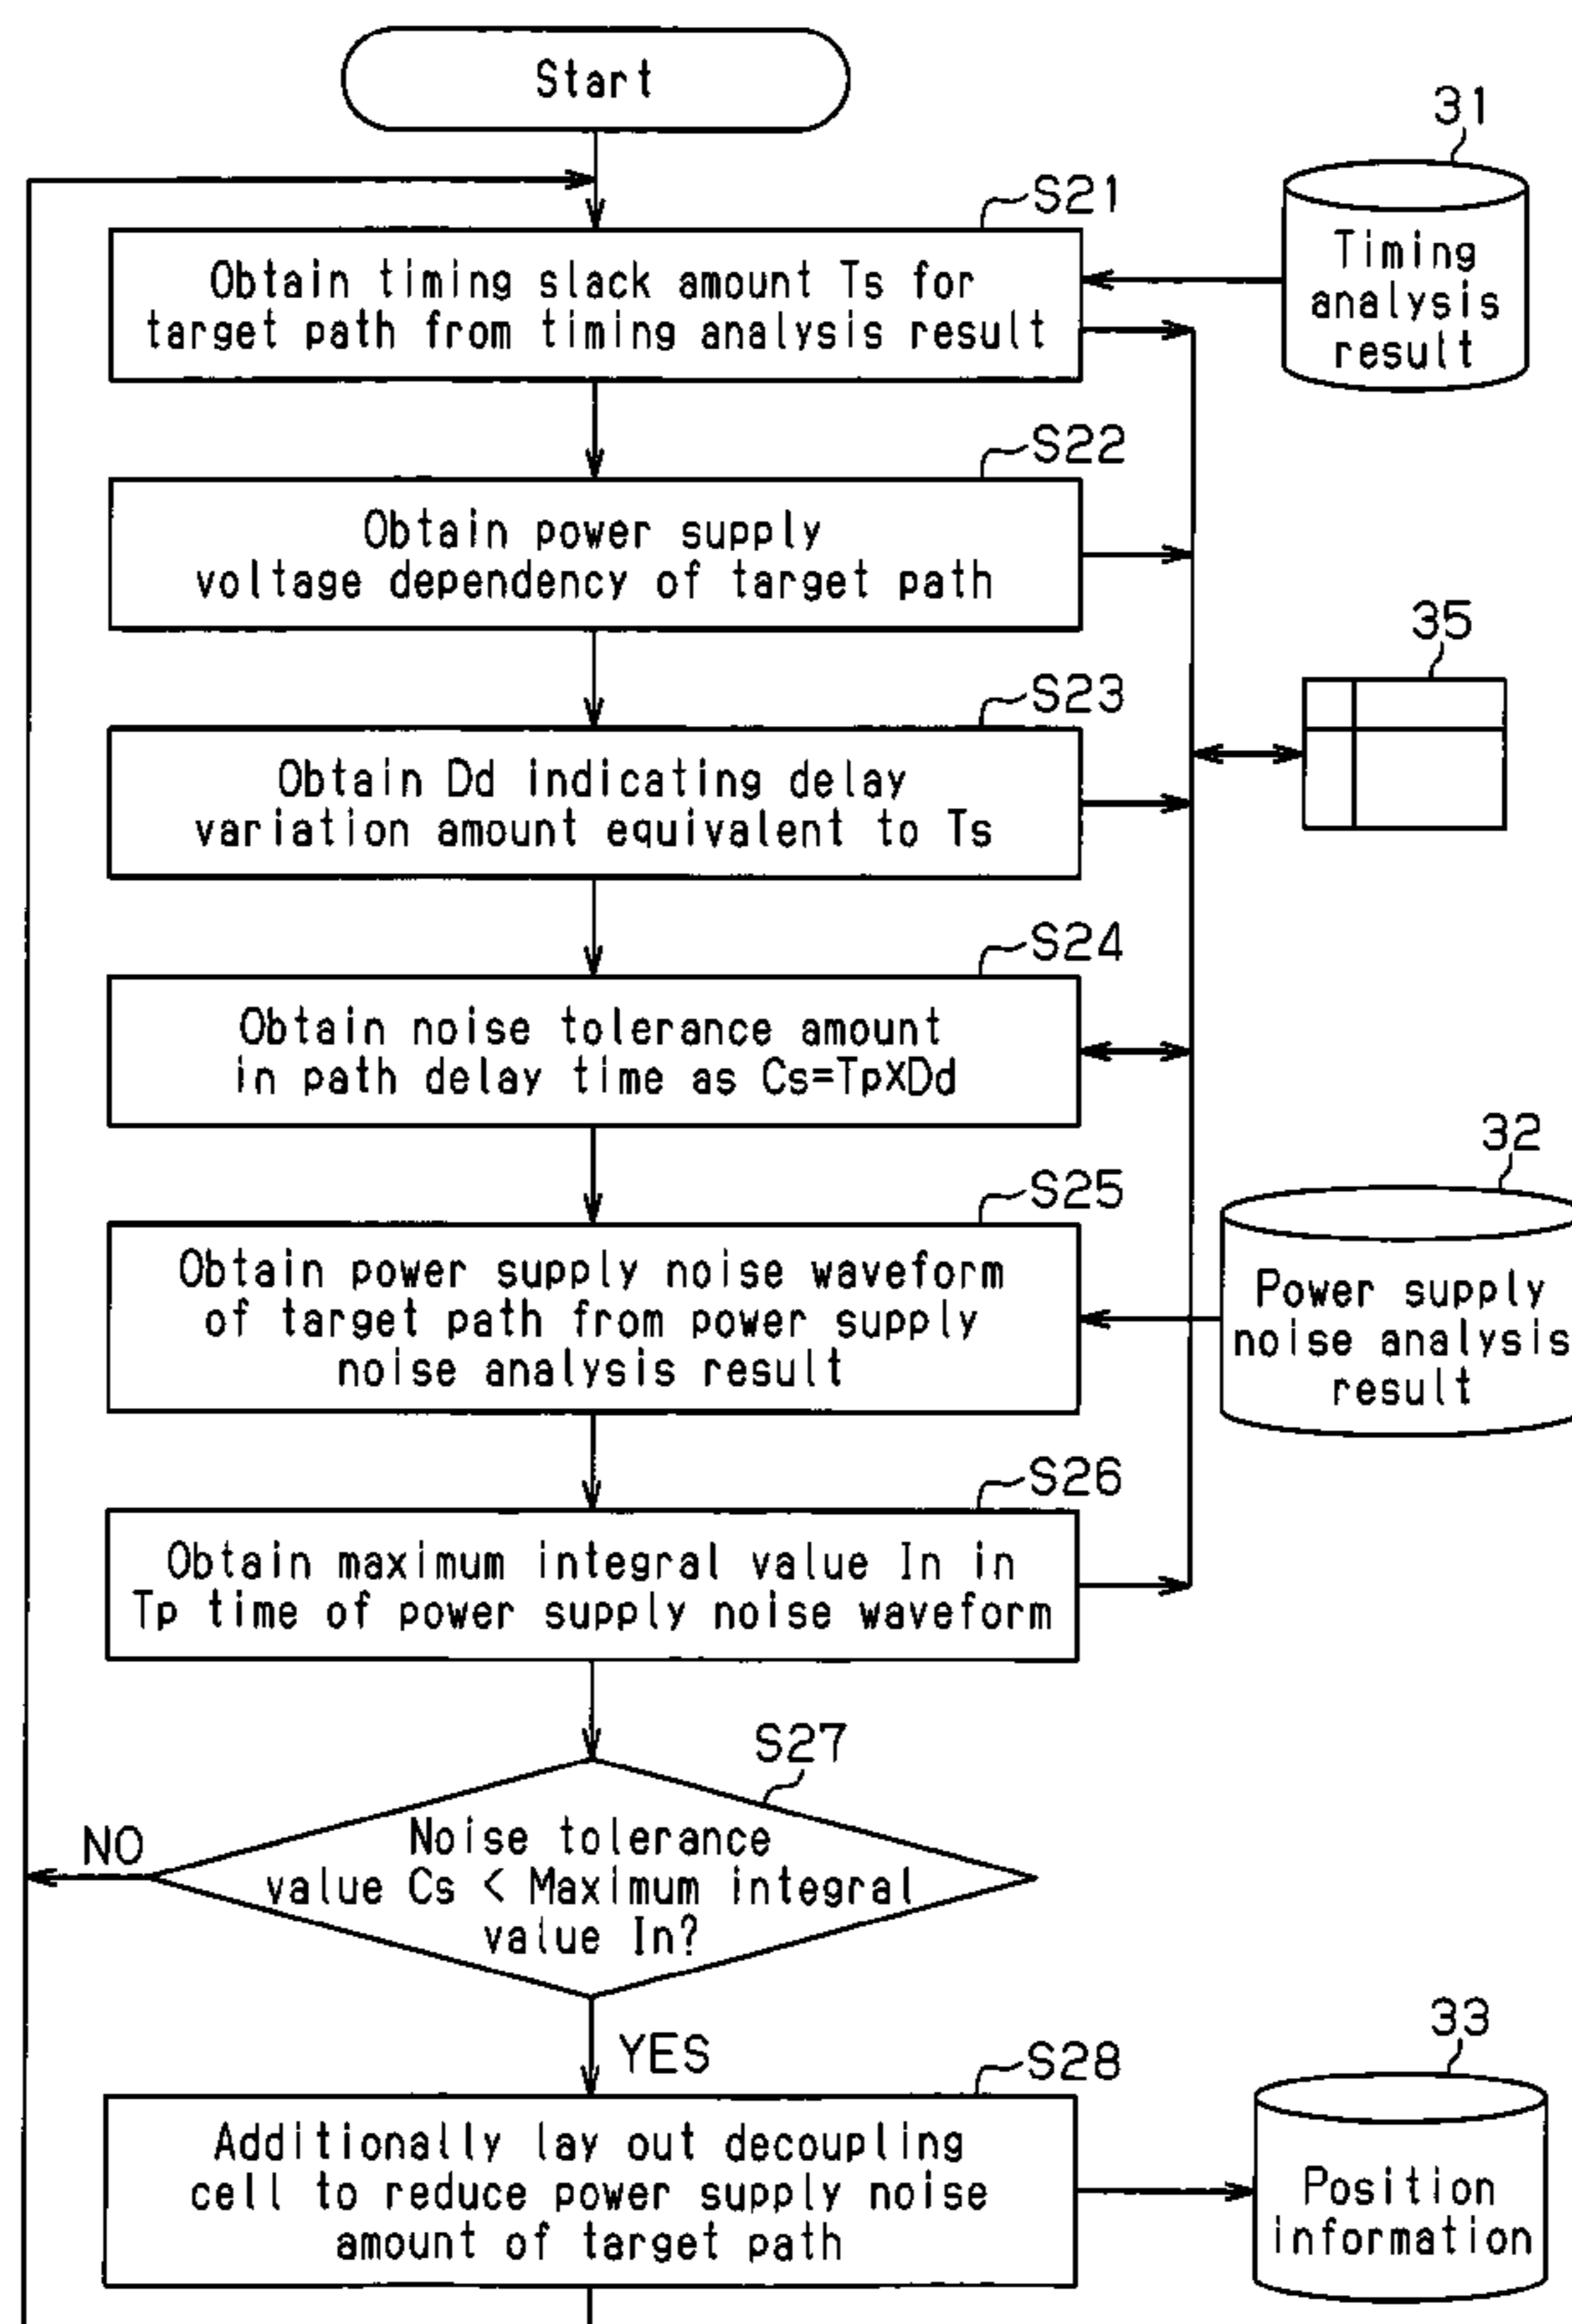 Start
31
S21
Obtain timing slack amount Ts for
target path from timing analysis result
Timing
analysis
result
S22
Obtain power supply
voltage dependency of target path
35
S23
Obtain Dd indicating delay
variation amount equivalent to Ts
S24
Obtain noise tolerance amount
in path delay time as Cs=TpXDd
32
S25
Obtain power supply noise waveform
of target path from power supply
noise analysis result
Power supply
noise analysis
result
S26
Obtain maximum integral value In in
Tp time of power supply noise waveform
S27
NO
Noise tolerance
value Cs < Maximum integral
value In?
YES
33
S28
Additionally lay out decoupling
cell to reduce power supply noise
amount of target path
Position
information